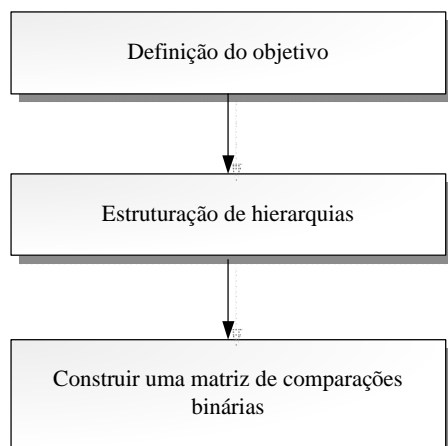 Definição do objetivo
Estruturação de hierarquias
Construir uma matriz de comparações
binárias